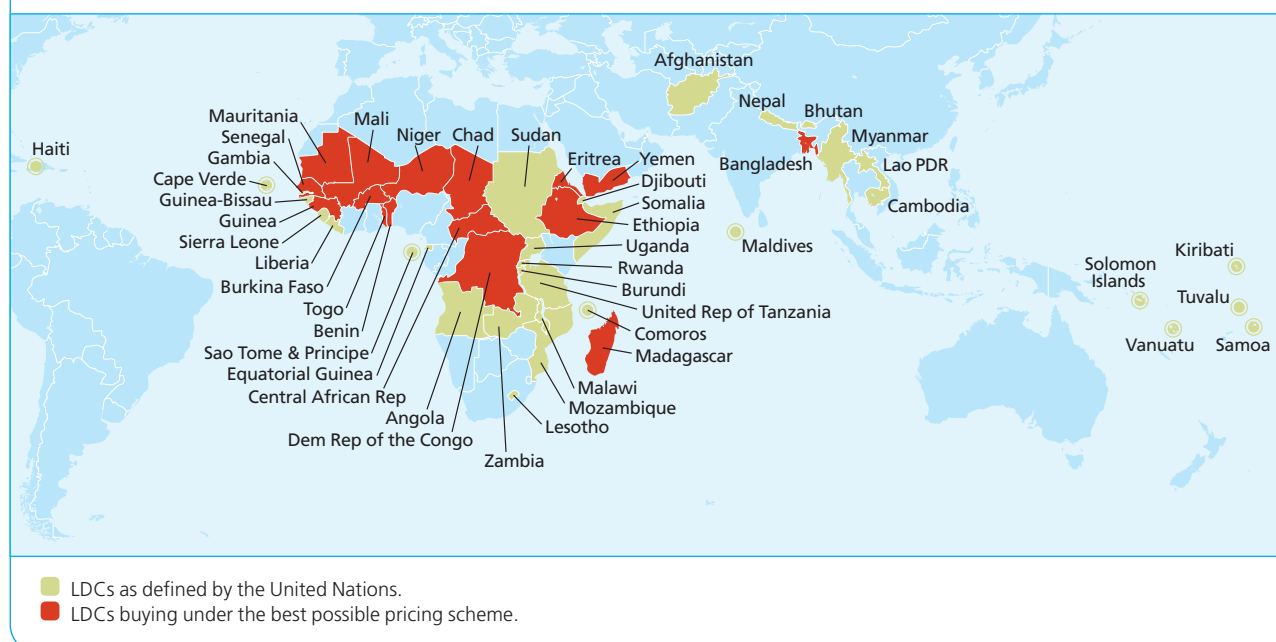 Afghanistan
Nepal
Bhutan
Myanmar
Bangladesh
Lao PDR
Cambodia
Maldives
Haiti
Mauritania
Senegal
Gambia
Cape Verde
Guinea-Bissau
Guinea
Sierra Leone
Liberia
Burkina Faso
Togo
Benin
Sao Tome & Principe
Equatorial Guinea
Central African Rep
Angola
Dem Rep of the Congo
Zambia
Mali
Niger
Chad
Sudan
Eritrea
Yemen
Djibouti
Somalia
Ethiopia
Uganda
Rwanda
Burundi
United Rep of Tanzania
Comoros
Madagascar
Malawi
Mozambique
Lesotho
Kiribati
Solomon
Islands
Tuvalu
Vanuatu
Samoa
LDCs as defined by the United Nations.
LDCs buying under the best possible pricing scheme.